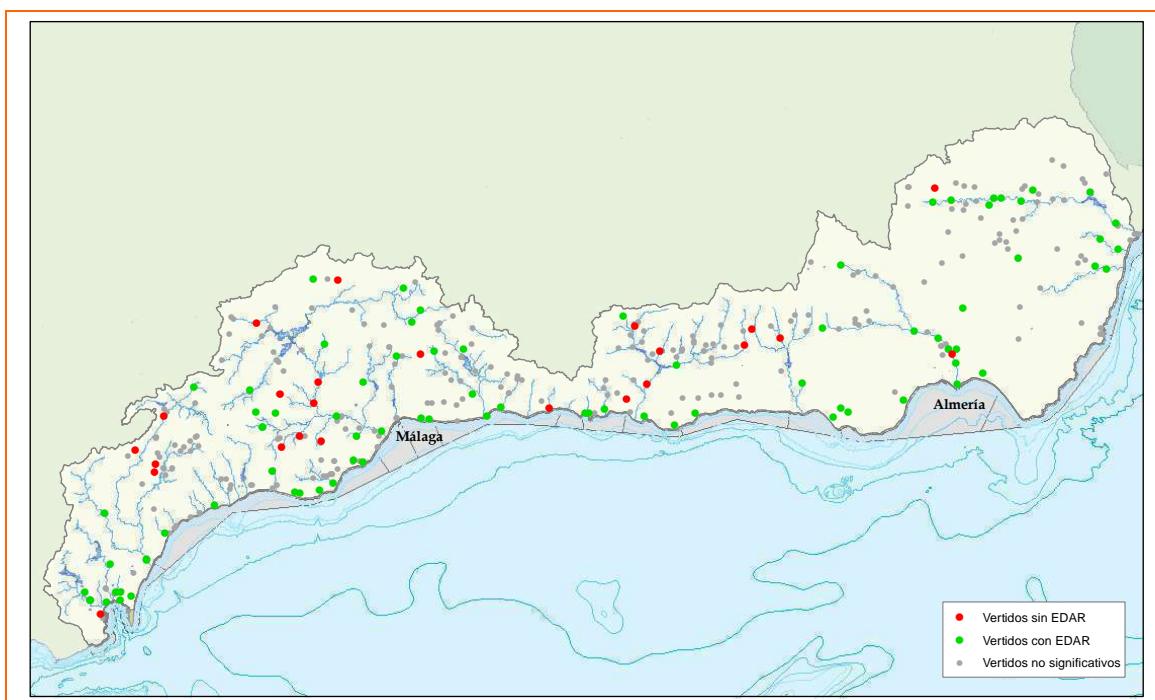 Almería
Málaga
Vertidos sin EDAR
Vertidos con EDAR
Vertidos no significativos